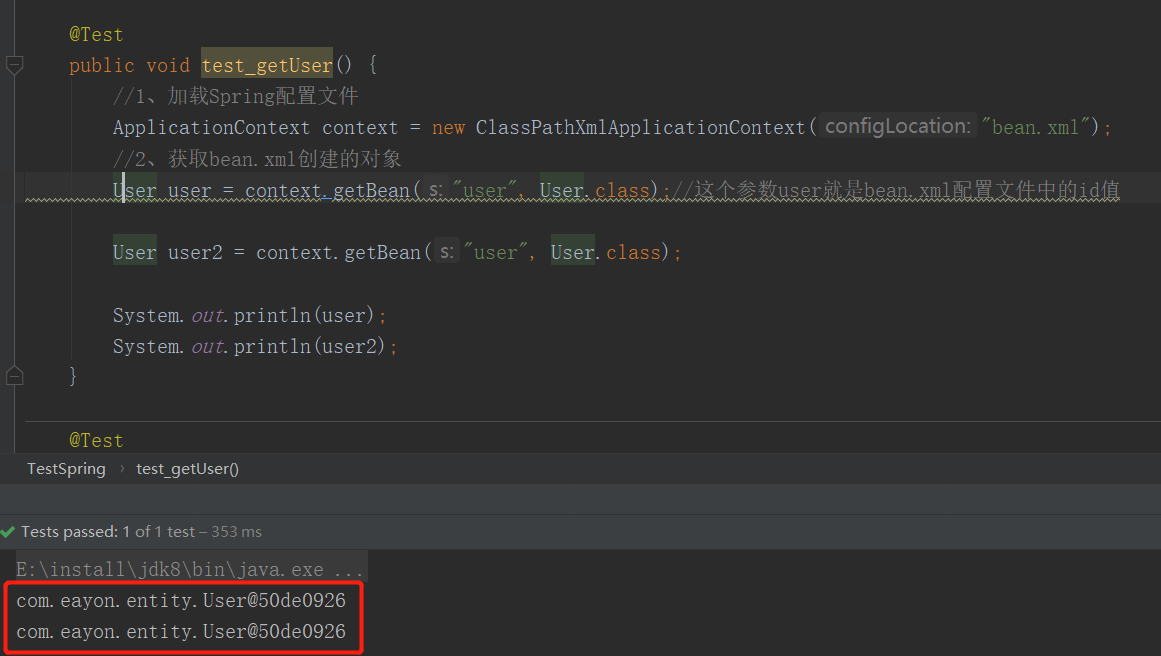 @Test
public void test_getUser() {
//1、加载Spring配置文件
ApplicationContext context = new ClassPathXmlApplicationContext( configLocation: "bean.xml");
//2、获取bean.xml创建的对象
User user = context.getBean( s: "user", User.class);//这个参数user就是bean.xml配置文件中的id值
User user2 = context.getBean( s: "user", User.class);
System.out.println(user);
System.out.println(user2);
}
@Test
TestSpring › test_getUser()
Tests passed: 1 of 1 test – 353 ms
E:\install\jdk8\bin\java.exe ...
com.eayon.entity.User@50de0926
com.eayon.entity.User@50de0926